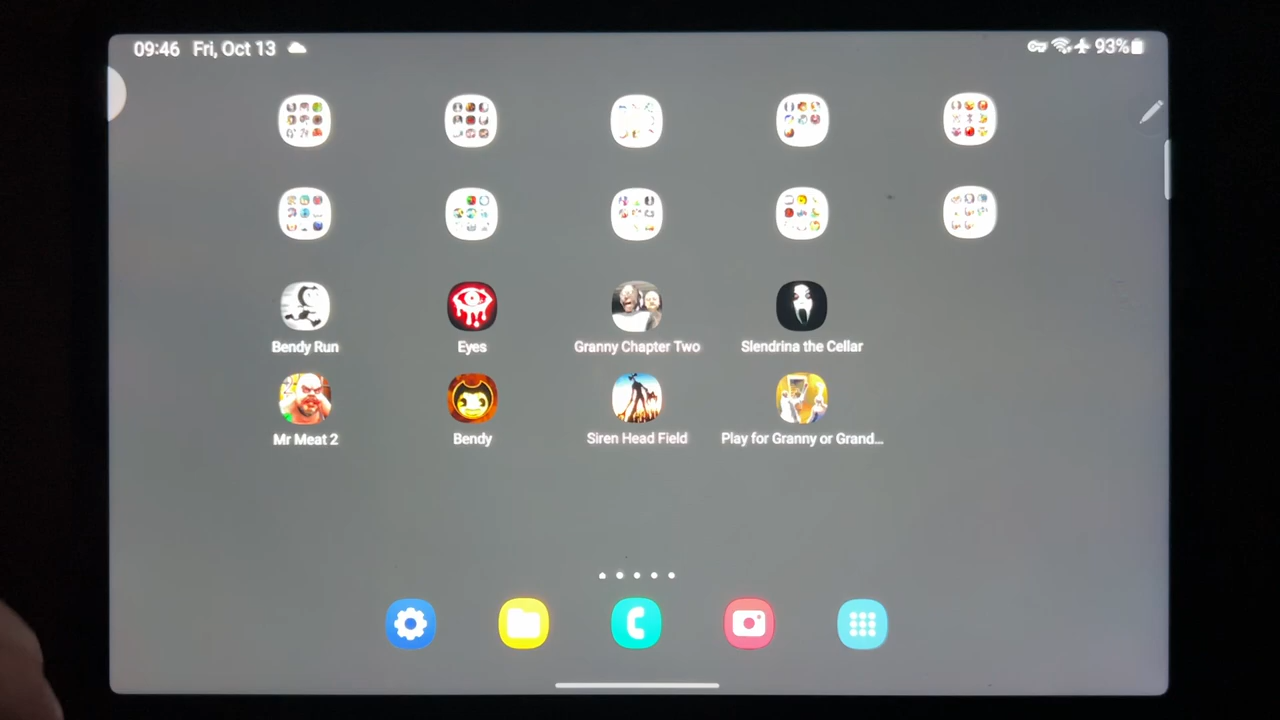 09:46 Fri, Oct 13
93%
Bendy Run
Eyes
Granny Chapter Two
Slendrina the Cellar
Mr Meat 2
Bendy
Siren Head Field
Play for Granny or Grand...